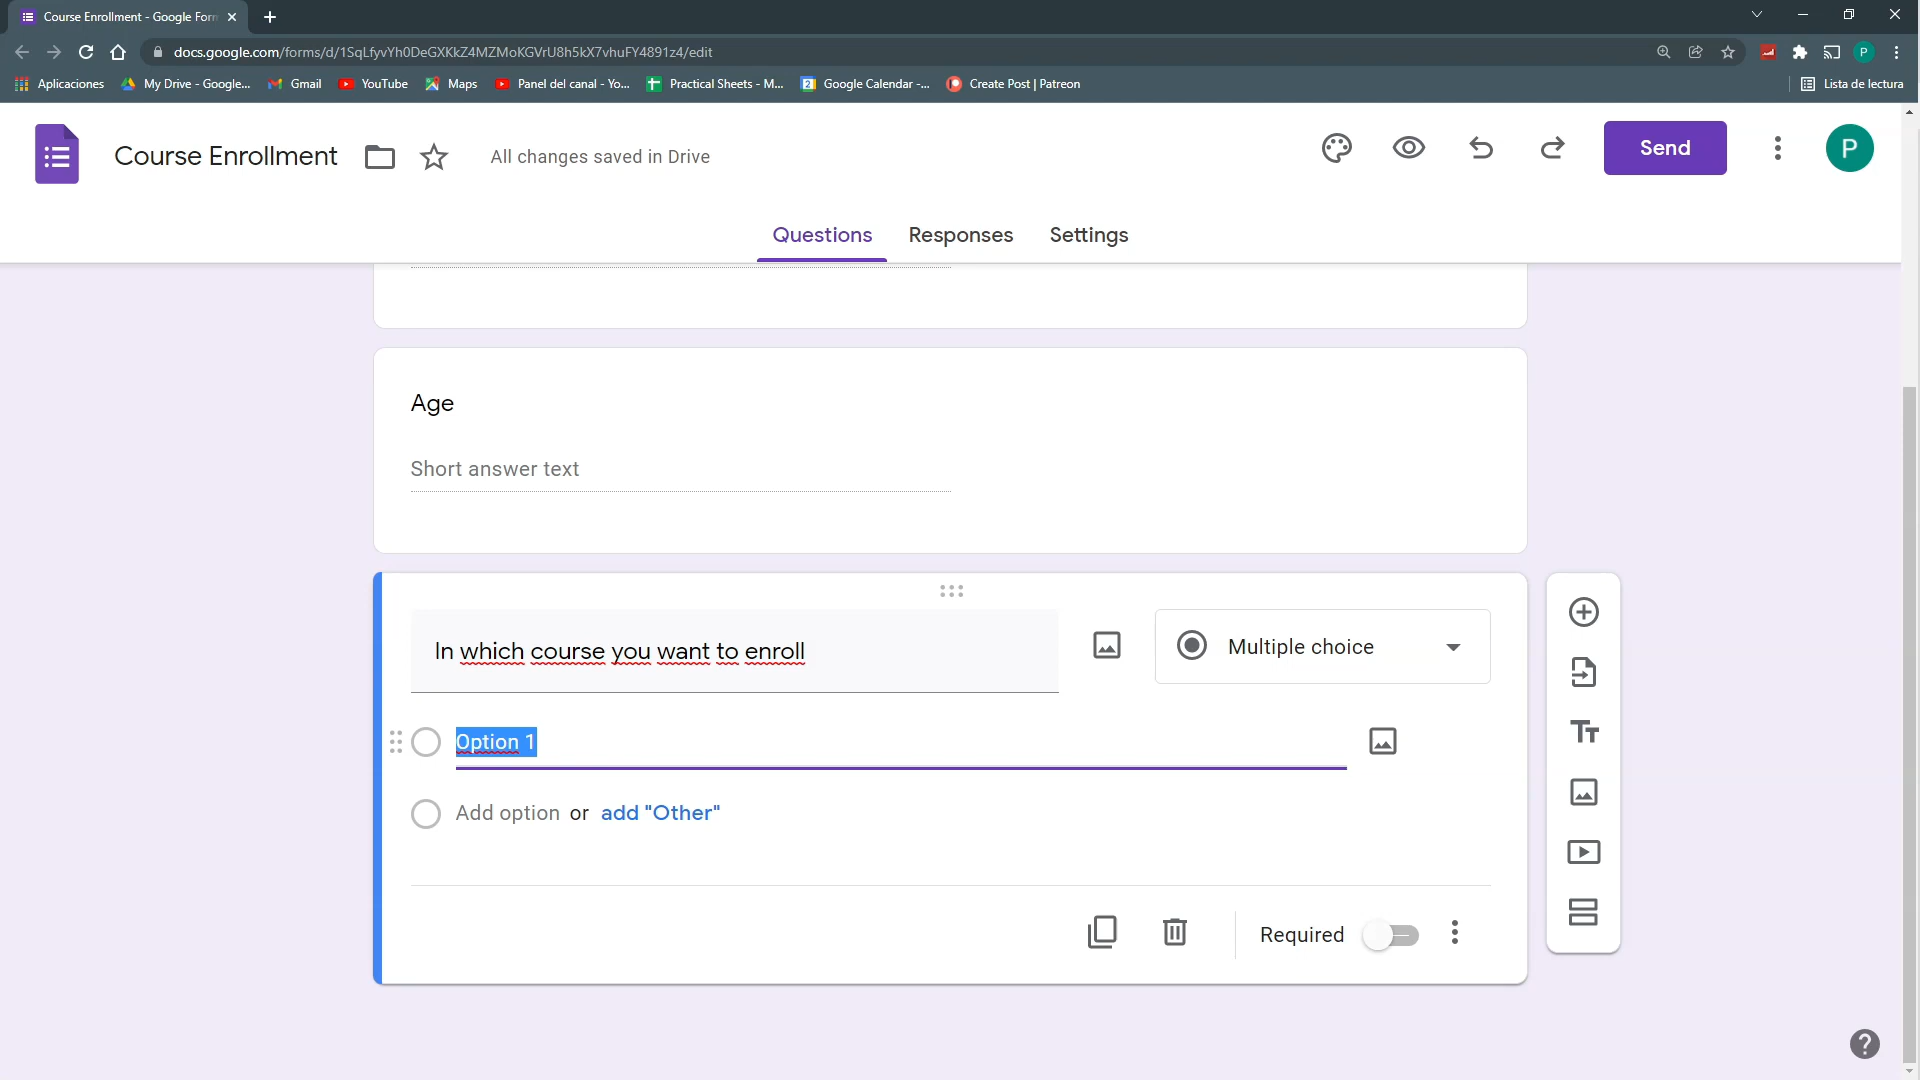 Course Enrollment - Google Forn
docs.google.com/forms/d/1SqLfyvYh0DeGXKkZ4MZMoKGVrU8h5kX7vhuFY4891z4/edit
P
Aplicaciones My Drive - Google... Gmail YouTube Maps Panel del canal - Yo... Practical Sheets - M... 2 Google Calendar -... Create Post | Patreon Lista de lectura
Course Enrollment All changes saved in Drive Send P
Questions Responses Settings
Age
Short answer text
In which course you want to enroll Multiple choice
Option 1
Add option or add "Other"
Required